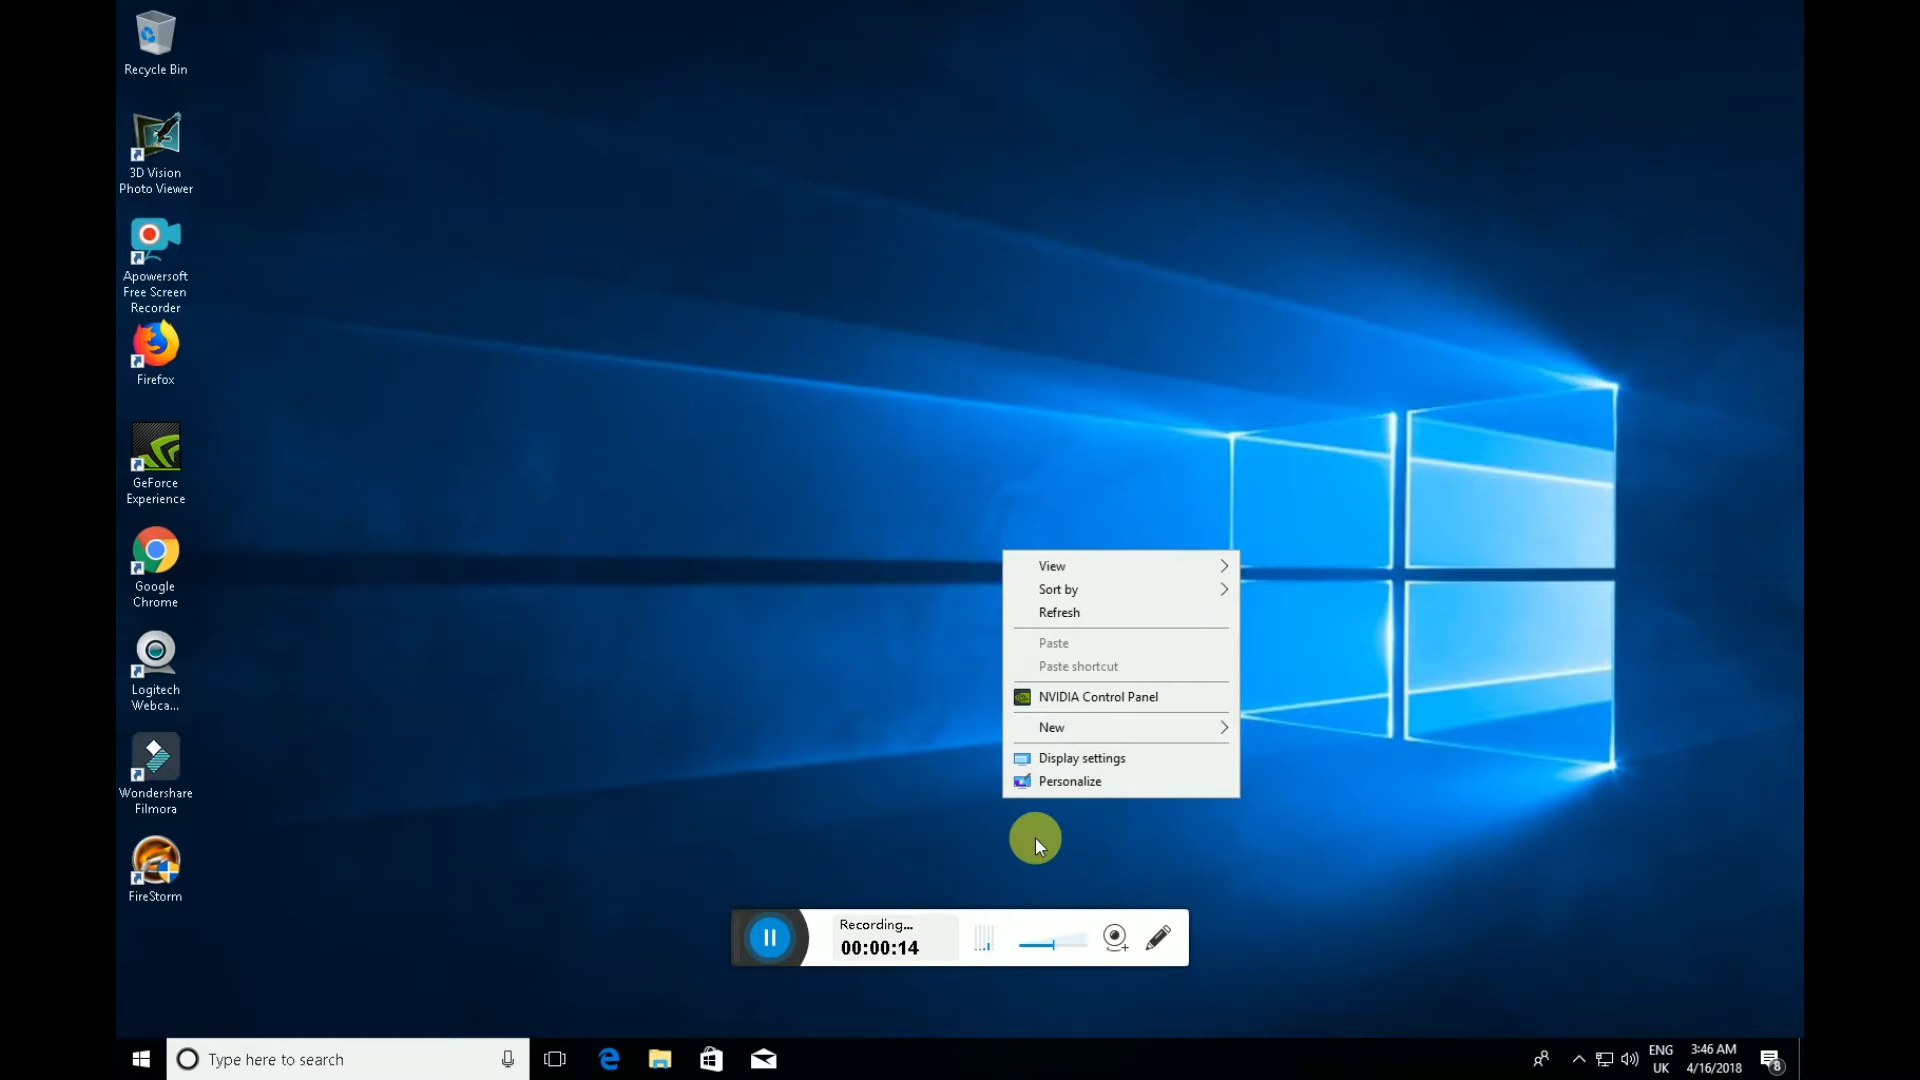 Recycle Bin
3D Vision
Photo Viewer
Apowersoft
Free Screen
Recorder
Firefox
GeForce
Experience
Google
Chrome
Logitech
Webca...
Wondershare
Filmora
FireStorm
View
Sort by
Refresh
Paste
Paste shortcut
NVIDIA Control Panel
New
Display settings
Personalize
Recording...
00:00:14
Type here to search
ENG
UK
3:46 AM
4/16/2018
8